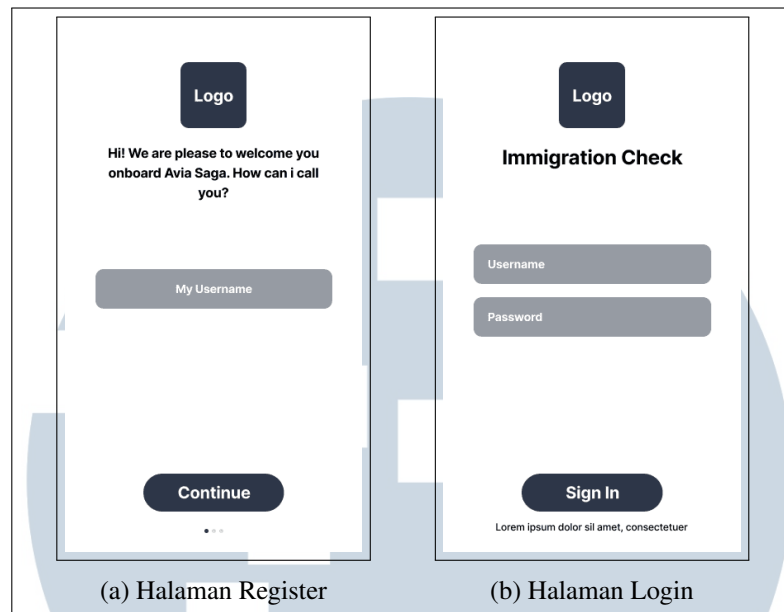 Logo
Hi! We are please to welcome you
onboard Avia Saga. How can i call
you?
My Username
Continue
(a) Halaman Register
Logo
Immigration Check
Username
Password
Sign In
Lorem ipsum dolor sil amet, consectetuer
(b) Halaman Login